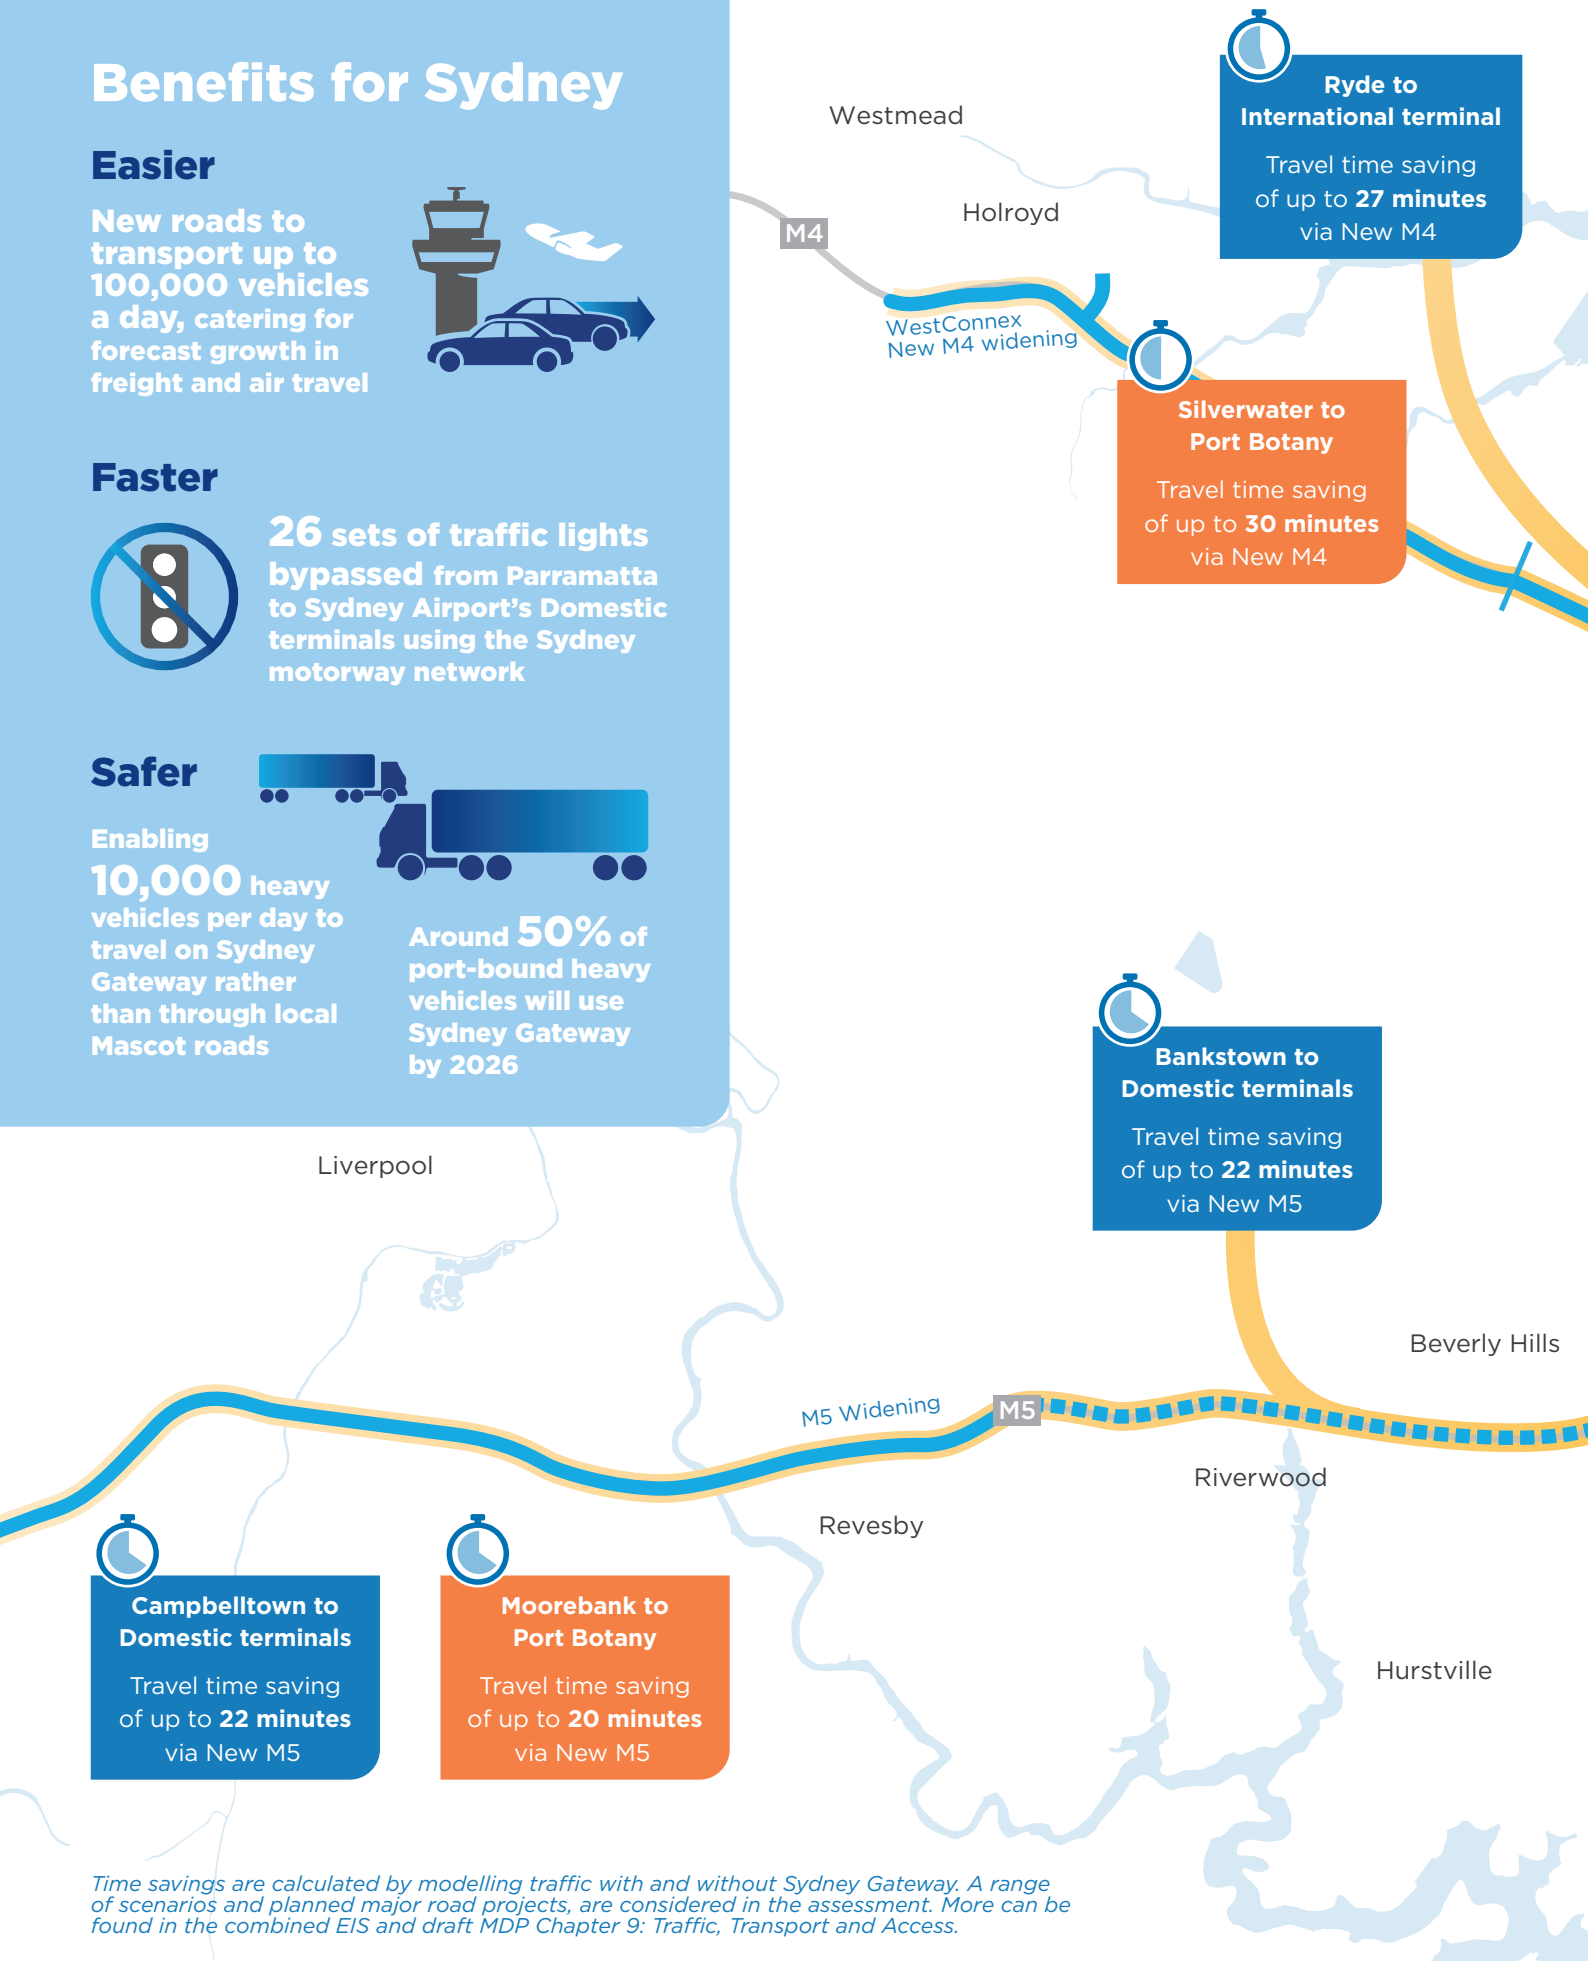 Benefits for Sydney
Easier
New roads to
transport up to
100,000 vehicles
a day, catering for
forecast growth in
freight and air travel
Faster
26 sets of traffic lights
bypassed from Parramatta
to Sydney Airport’s Domestic
terminals using the Sydney
motorway network
Safer
Enabling
10,000 heavy
vehicles per day to
travel on Sydney
Gateway rather
than through local
Mascot roads
Around 50% of
port-bound heavy
vehicles will use
Sydney Gateway
by 2026
Westmead
Holroyd
M4
WestConnex
New M4 widening
Ryde to
International terminal
Travel time saving
of up to 27 minutes
via New M4
Silverwater to
Port Botany
Travel time saving
of up to 30 minutes
via New M4
Bankstown to
Domestic terminals
Travel time saving
of up to 22 minutes
via New M5
Liverpool
Beverly Hills
M5 Widening
M5
Riverwood
Revesby
Hurstville
Campbelltown to
Domestic terminals
Travel time saving
of up to 22 minutes
via New M5
Moorebank to
Port Botany
Travel time saving
of up to 20 minutes
via New M5
Time savings are calculated by modelling traffic with and without Sydney Gateway. A range
of scenarios and planned major road projects, are considered in the assessment. More can be
found in the combined EIS and draft MDP Chapter 9: Traffic, Transport and Access.